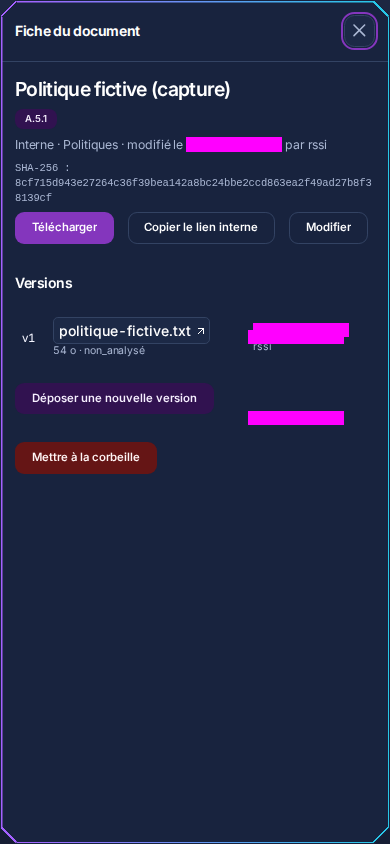 Fiche du document
Politique fictive (capture)
A.5.1
Interne · Politiques · modifié le par rssi
SHA-256 :
8cf715d943e27264c36f39bea142a8bc24bbe2ccd863ea2f49ad27b8f3
8139cf
Télécharger
Copier le lien interne
Modifier
Versions
v1
politique-fictive.txt
54 o · non_analysé
rssi
Déposer une nouvelle version
Mettre à la corbeille